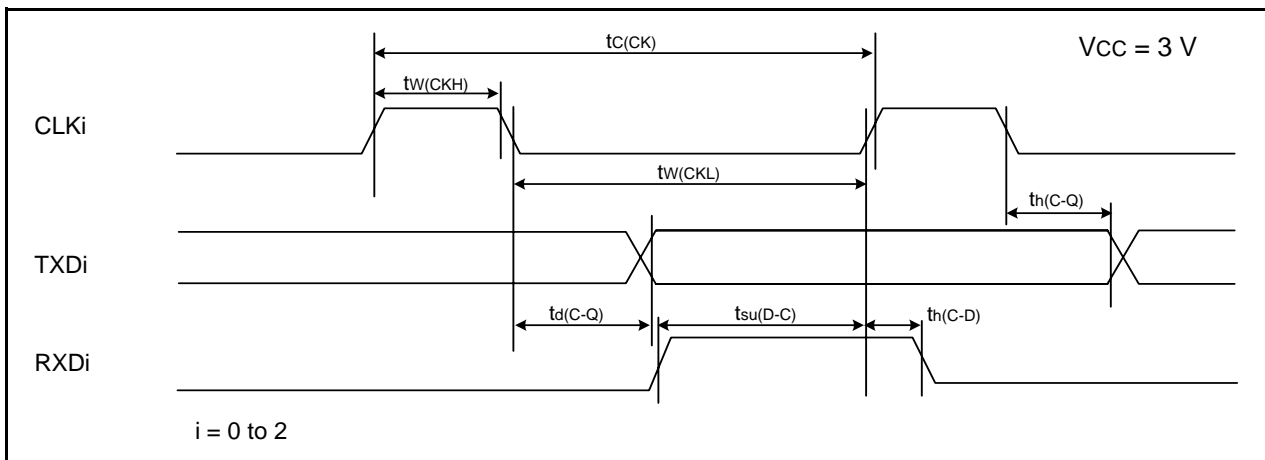 tC(CK)
VCC = 3 V
tW(CKH)
CLKi
tW(CKL)
th(C-Q)
TXDi
td(C-Q)
tsu(D-C)
th(C-D)
RXDi
i = 0 to 2